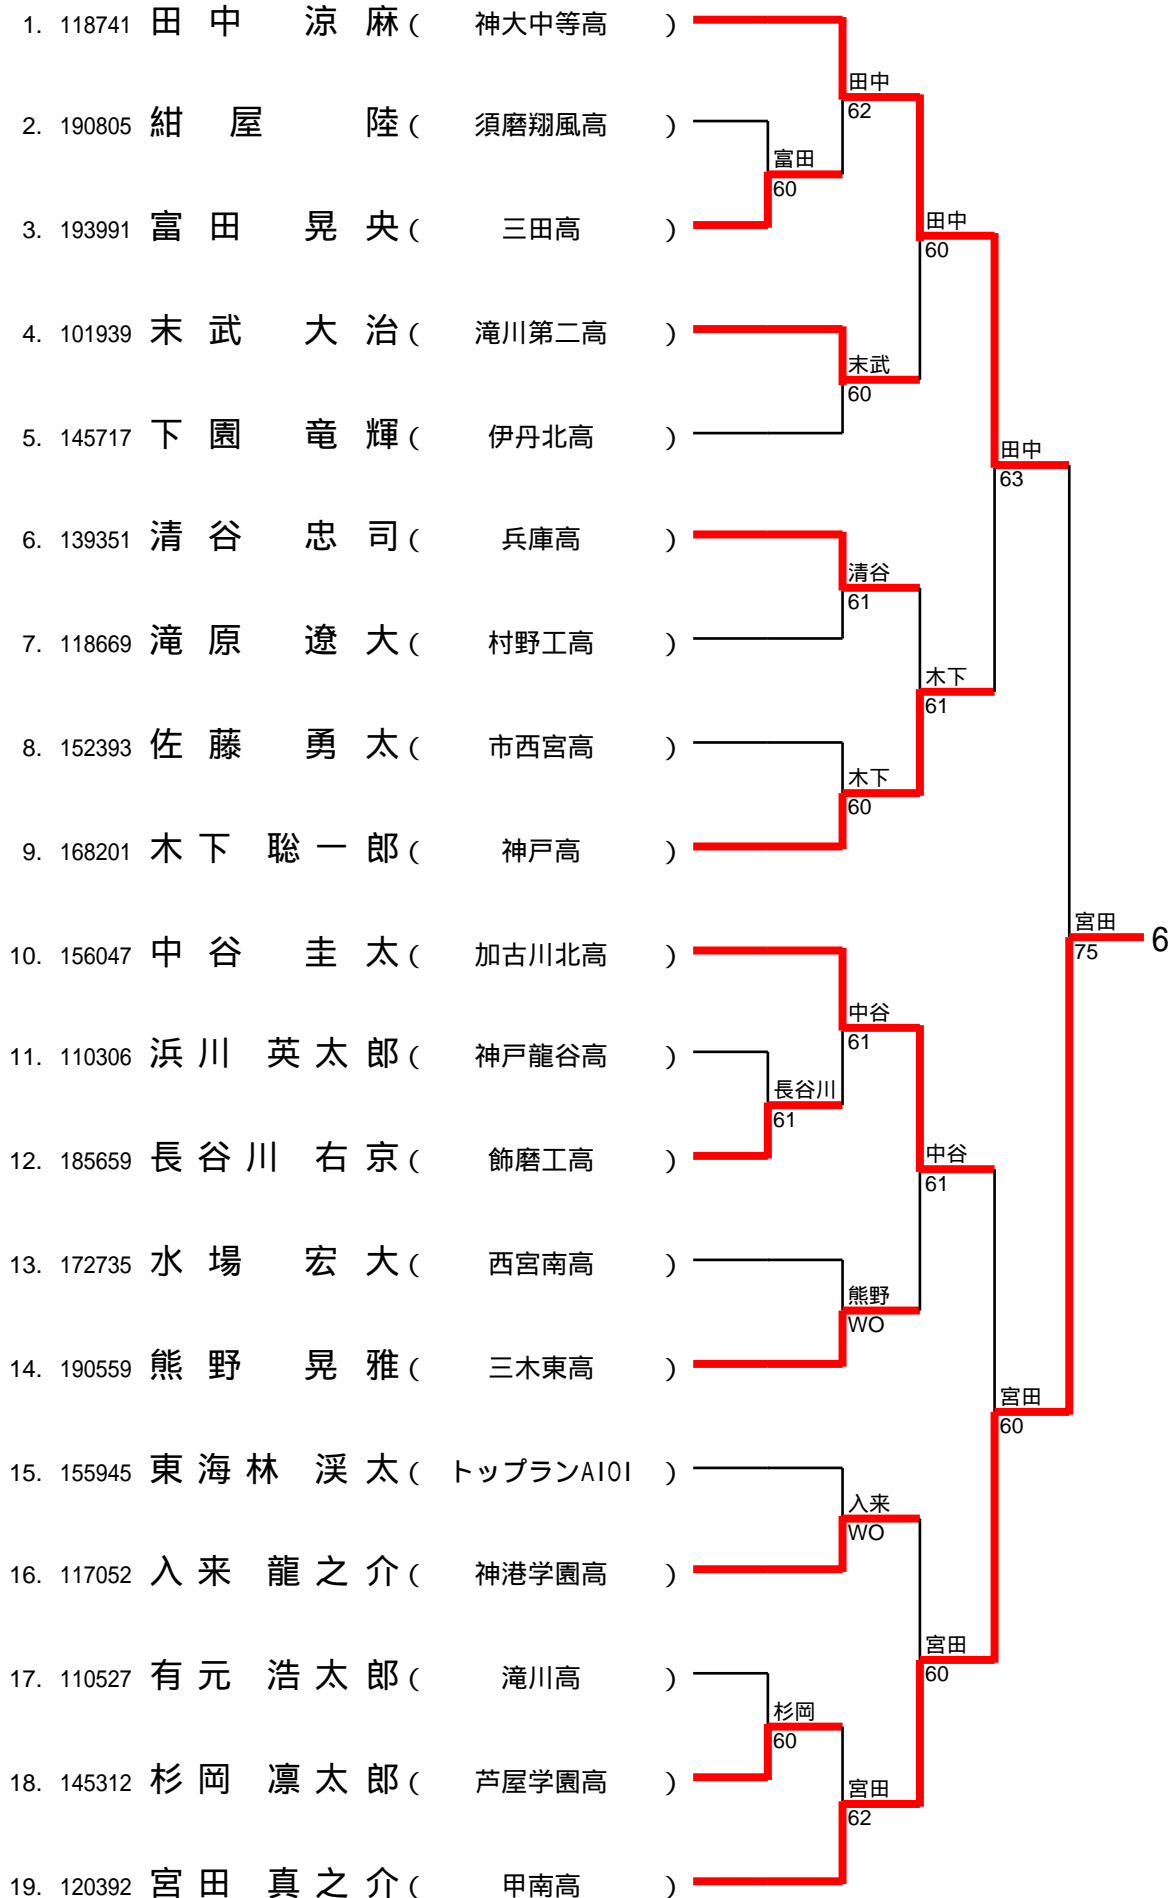 1. 118741 田中 涼麻 ( 神大中等高 )
田中
62
2. 190805 紺屋 陸 ( 須磨翔風高 )
富田
60
3. 193991 富田 晃央 ( 三田高 )
田中
60
4. 101939 末武 大治 ( 滝川第二高 )
末武
60
5. 145717 下園 竜輝 ( 伊丹北高 )
田中
63
6. 139351 清谷 忠司 ( 兵庫高 )
清谷
61
7. 118669 滝原 遼大 ( 村野工高 )
木下
61
8. 152393 佐藤 勇太 ( 市西宮高 )
木下
60
9. 168201 木下 聡一郎 ( 神戸高 )
宮田
75
6
10. 156047 中谷 圭太 ( 加古川北高 )
中谷
61
11. 110306 浜川 英太郎 ( 神戸龍谷高 )
長谷川
61
12. 185659 長谷川 右京 ( 飾磨工高 )
中谷
61
13. 172735 水場 宏大 ( 西宮南高 )
熊野
WO
14. 190559 熊野 晃雅 ( 三木東高 )
宮田
60
15. 155945 東海林 渓太 ( トップランAIOI )
入来
WO
16. 117052 入来 龍之介 ( 神港学園高 )
宮田
60
17. 110527 有元 浩太郎 ( 滝川高 )
杉岡
60
18. 145312 杉岡 凛太郎 ( 芦屋学園高 )
宮田
62
19. 120392 宮田 真之介 ( 甲南高 )